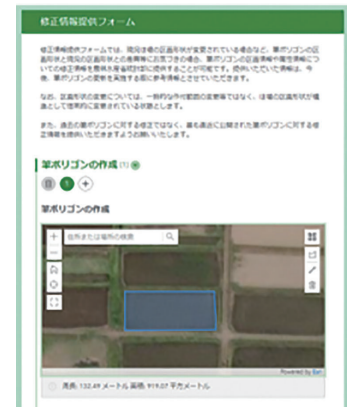 修正情報提供フォーム
修正情報提供フォームでは、現況ほ場の区画形状が変更されている場合など、筆ポリゴンの区
画形状と現況の区画形状との差異等にお気づきの場合、筆ポリゴンの区画情報や属性情報につ
いての修正情報を農林水産省統計部に提供することが可能です。提供いただいた情報は、今
後、筆ポリゴンの変更を実施する際に参考情報とさせていただきます。
なお、区画形状の変更については、一時的な作付範囲の変更等ではなく、ほ場の区画形状が構
造として恒常的に変更されている状態とします。
また、過去の筆ポリゴンに対する修正ではなく、最も直近に公開された筆ポリゴンに対する修
正情報を提供いただきますようお願いいたします。
筆ポリゴンの作成 (1)
1
筆ポリゴンの作成
住所または場所の検索
Powered by Esri
周長: 132.49 メートル 面積: 919.07 平方メートル